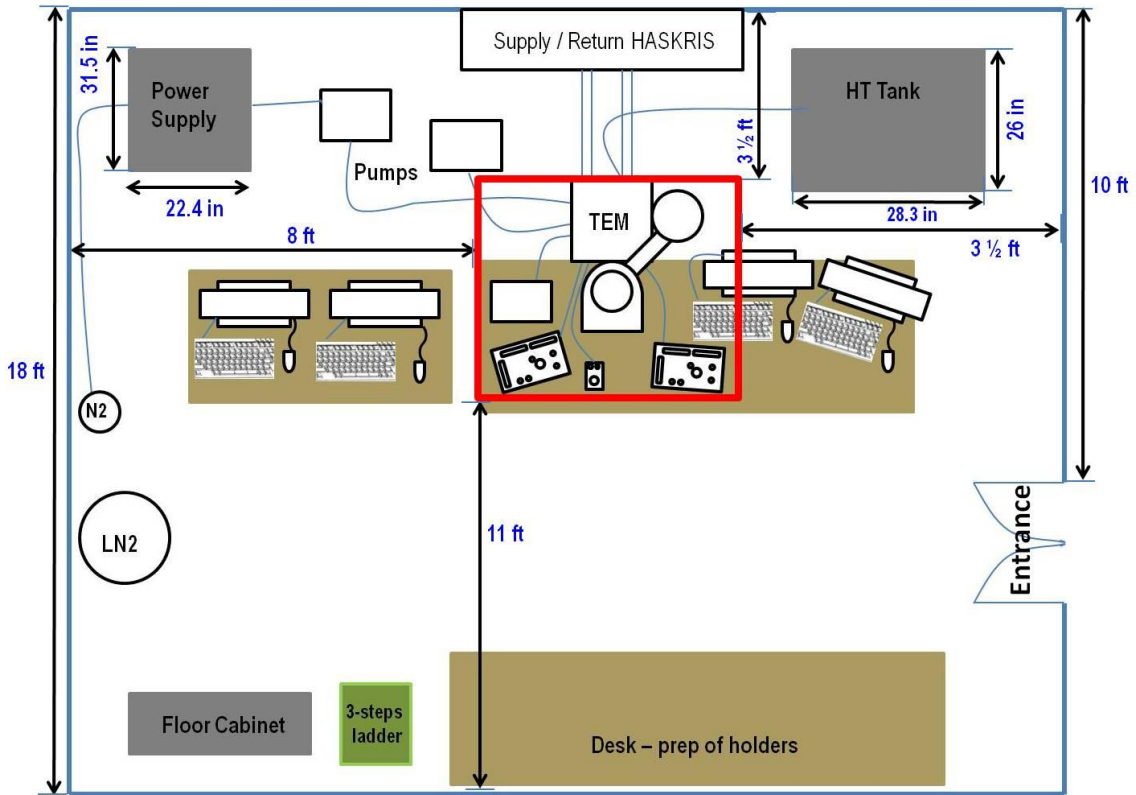 Supply / Return HASKRIS
31.5 in
Power
Supply
HT Tank
26 in
3 ½ ft
Pumps
10 ft
22.4 in
28.3 in
TEM
8 ft
3 ½ ft
18 ft
N2
11 ft
LN2
Entrance
3-steps
ladder
Floor Cabinet
Desk – prep of holders